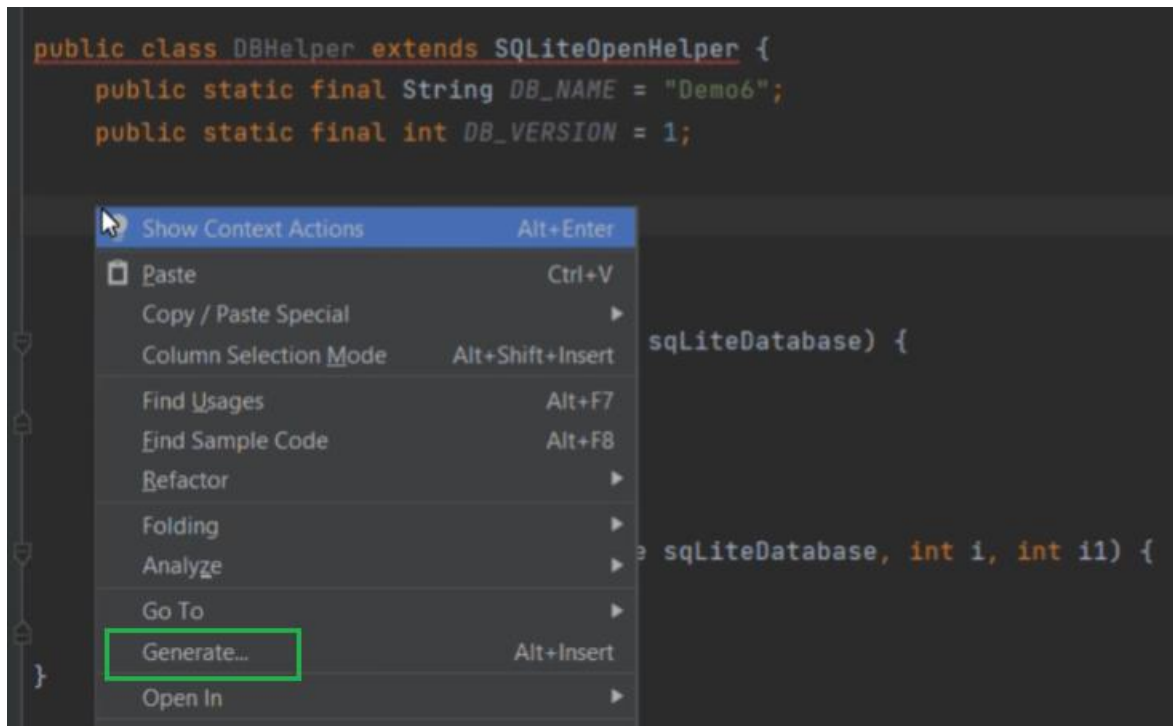 public class DBHelper extends SQLiteOpenHelper {
public static final String DB_NAME = "Demo6";
public static final int DB_VERSION = 1;
Show Context Actions Alt+Enter
Paste Ctrl+V
Copy / Paste Special
sqLiteDatabase) {
Column Selection Mode Alt+Shift+Insert
Find Usages Alt+F7
Find Sample Code Alt+F8
Refactor
Folding
sqLiteDatabase, int i, int i1) {
Analyze
Go To
Generate... Alt+Insert
}
Open In